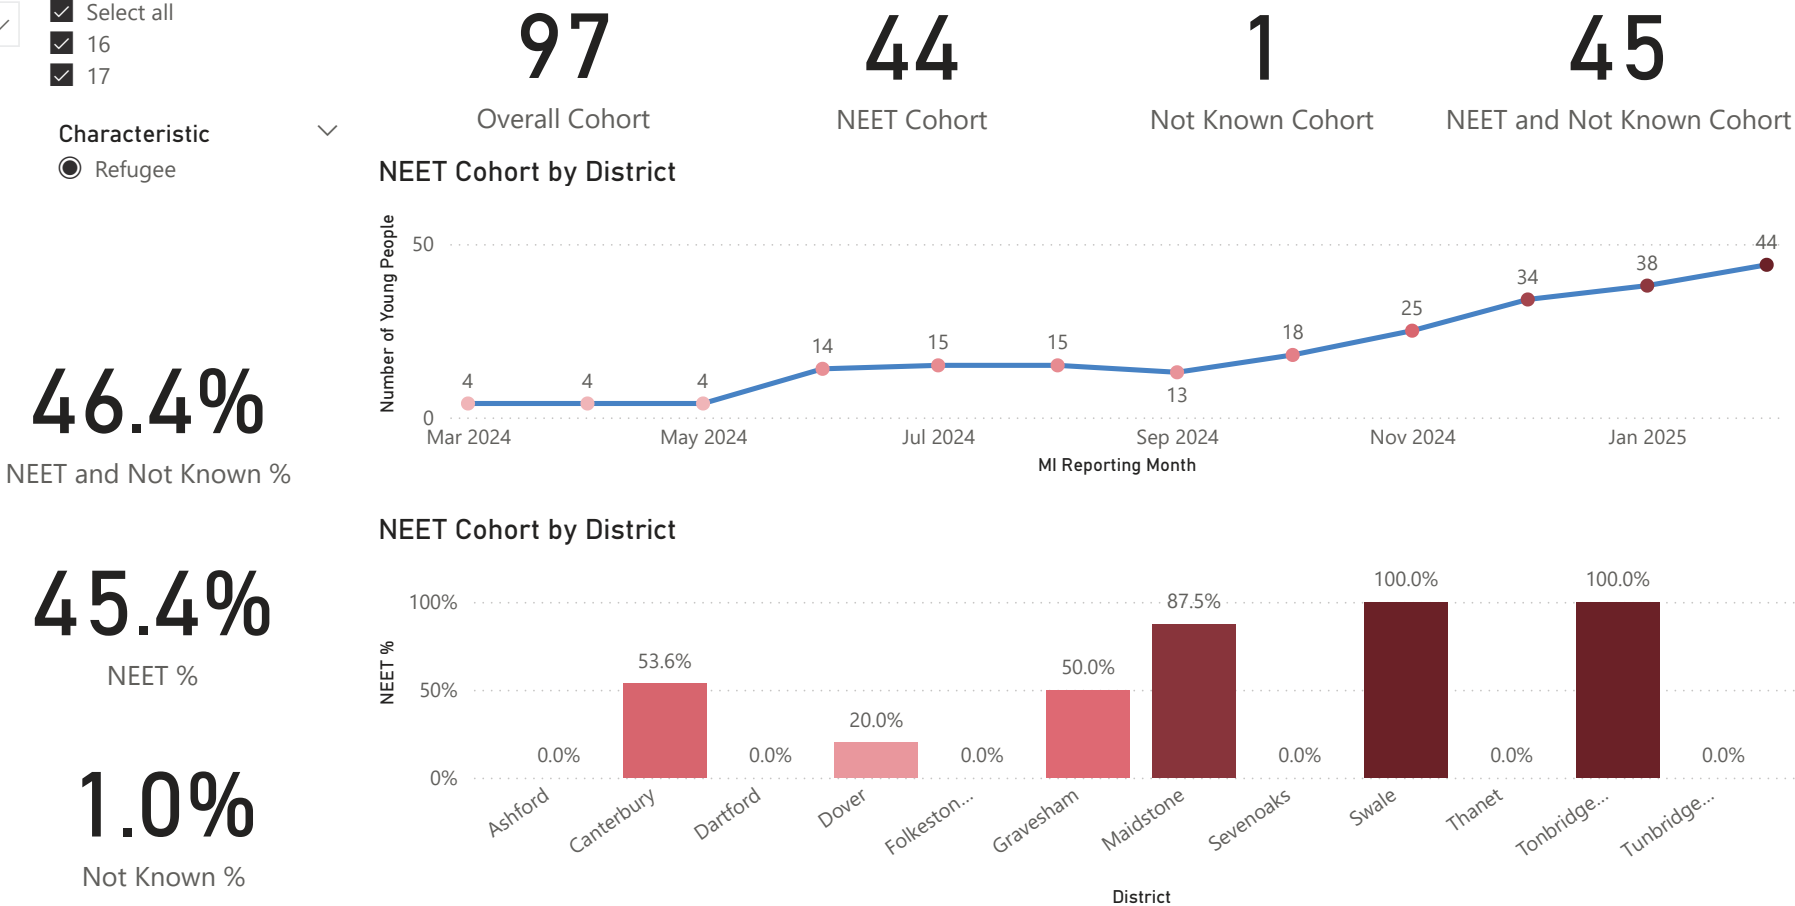 Select all
16
17
Characteristic
Refugee
97
Overall Cohort
44
NEET Cohort
1
Not Known Cohort
45
NEET and Not Known Cohort
46.4%
NEET and Not Known %
45.4%
NEET %
1.0%
Not Known %
NEET Cohort by District
Number of Young People
50
0
4
4
4
14
15
15
13
18
25
34
38
44
Mar 2024
May 2024
Jul 2024
Sep 2024
Nov 2024
Jan 2025
MI Reporting Month
NEET Cohort by District
NEET %
100%
50%
0%
0.0%
53.6%
0.0%
20.0%
0.0%
50.0%
87.5%
0.0%
100.0%
0.0%
100.0%
0.0%
Ashford
Canterbury
Dartford
Dover
Folkeston...
Gravesham
Maidstone
Sevenoaks
Swale
Thanet
Tonbridge...
Tunbridge...
District